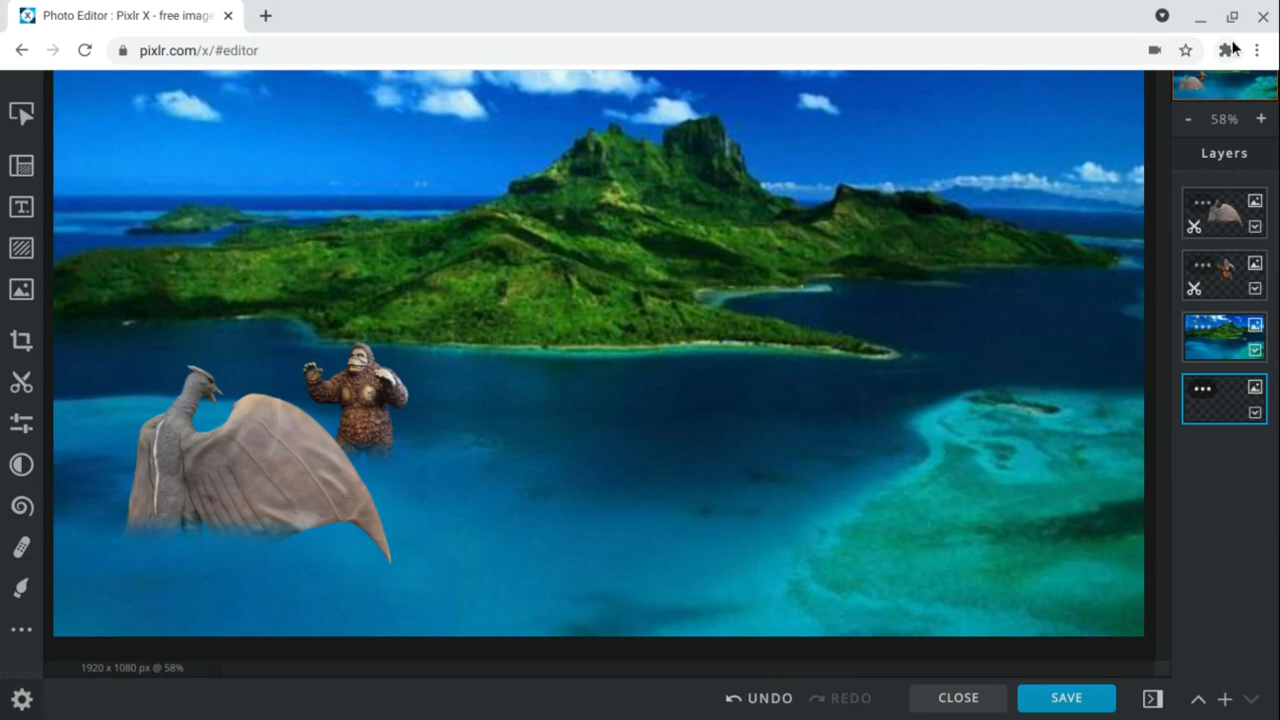 Photo Editor : Pixlr X - free image
pixlr.com/x/#editor
- 58% +
Layers
1920 x 1080 px @ 58%
UNDO
REDO
CLOSE
SAVE